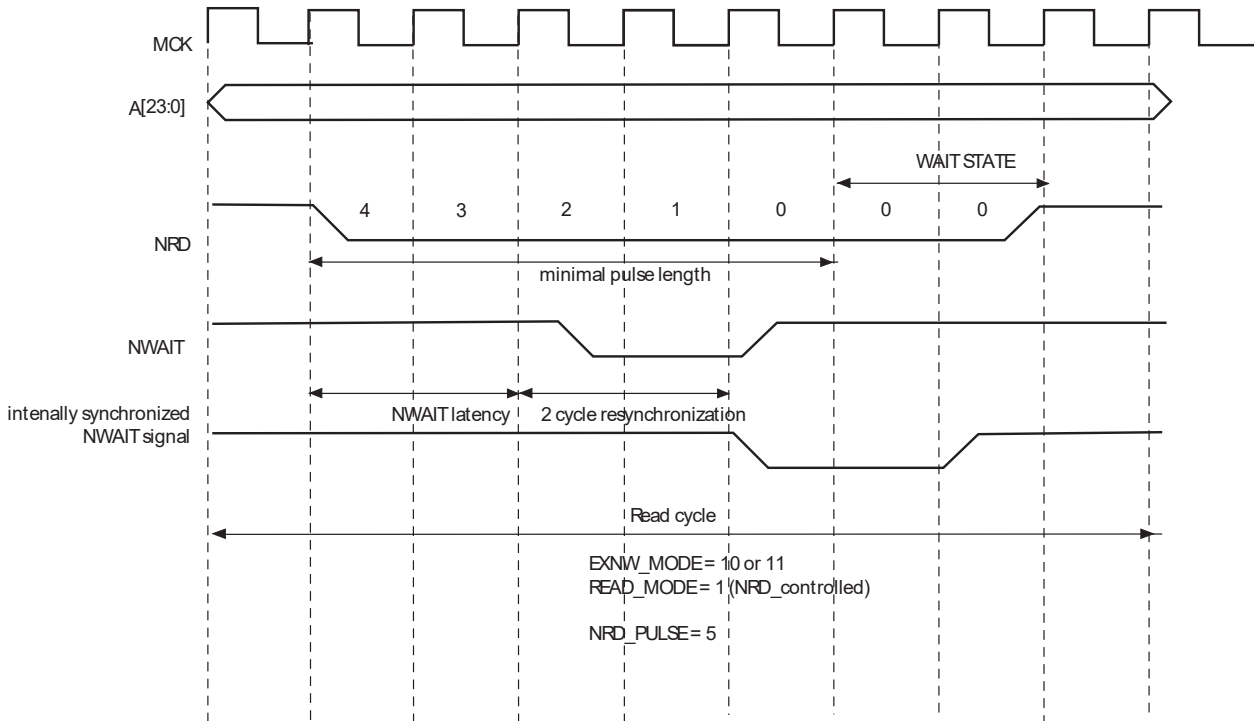 MCK
A[23:0]
WAIT STATE
4 3 2 1 0 0 0
NRD
minimal pulse length
NWAIT
NWAIT latency 2 cycle resynchronization
intenally synchronized
NWAIT signal
Read cycle
EXNW_MODE = 10 or 11
READ_MODE = 1 (NRD_controlled)
NRD_PULSE = 5